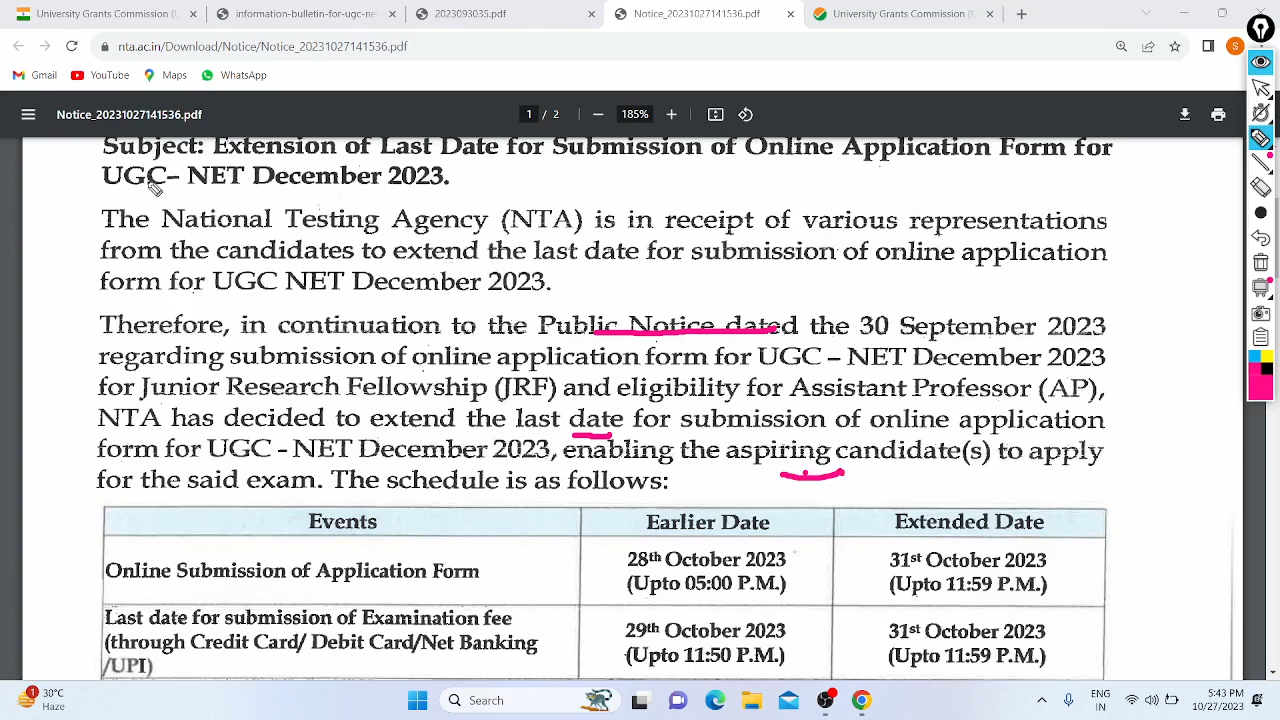 University Grants Commission (U
information-bulletin-for-ugc-ne
University Grants Commission (U
Notice_20231027141536.pdf
nta.ac.in/Download/Notice/Notice_20231027141536.pdf
S
Gmail
YouTube
Maps
WhatsApp
Notice_20231027141536.pdf
1 / 2
185%
Subject: Extension of Last Date for Submission of Online Application Form for
UGC– NET December 2023.
The National Testing Agency (NTA) is in receipt of various representations
from the candidates to extend the last date for submission of online application
form for UGC NET December 2023.
Therefore, in continuation to the Public Notice dated the 30 September 2023
regarding submission of online application form for UGC – NET December 2023
for Junior Research Fellowship (JRF) and eligibility for Assistant Professor (AP),
NTA has decided to extend the last date for submission of online application
form for UGC - NET December 2023, enabling the aspiring candidate(s) to apply
for the said exam. The schedule is as follows:
Events
Earlier Date
Extended Date
Online Submission of Application Form
28th October 2023
(Upto 05:00 P.M.)
31st October 2023
(Upto 11:59 P.M.)
Last date for submission of Examination fee
(through Credit Card/ Debit Card/Net Banking
/UPI)
29th October 2023
(Upto 11:50 P.M.)
31st October 2023
(Upto 11:59 P.M.)
1
30°C
Haze
Search
ENG
IN
5:43 PM
10/27/2023